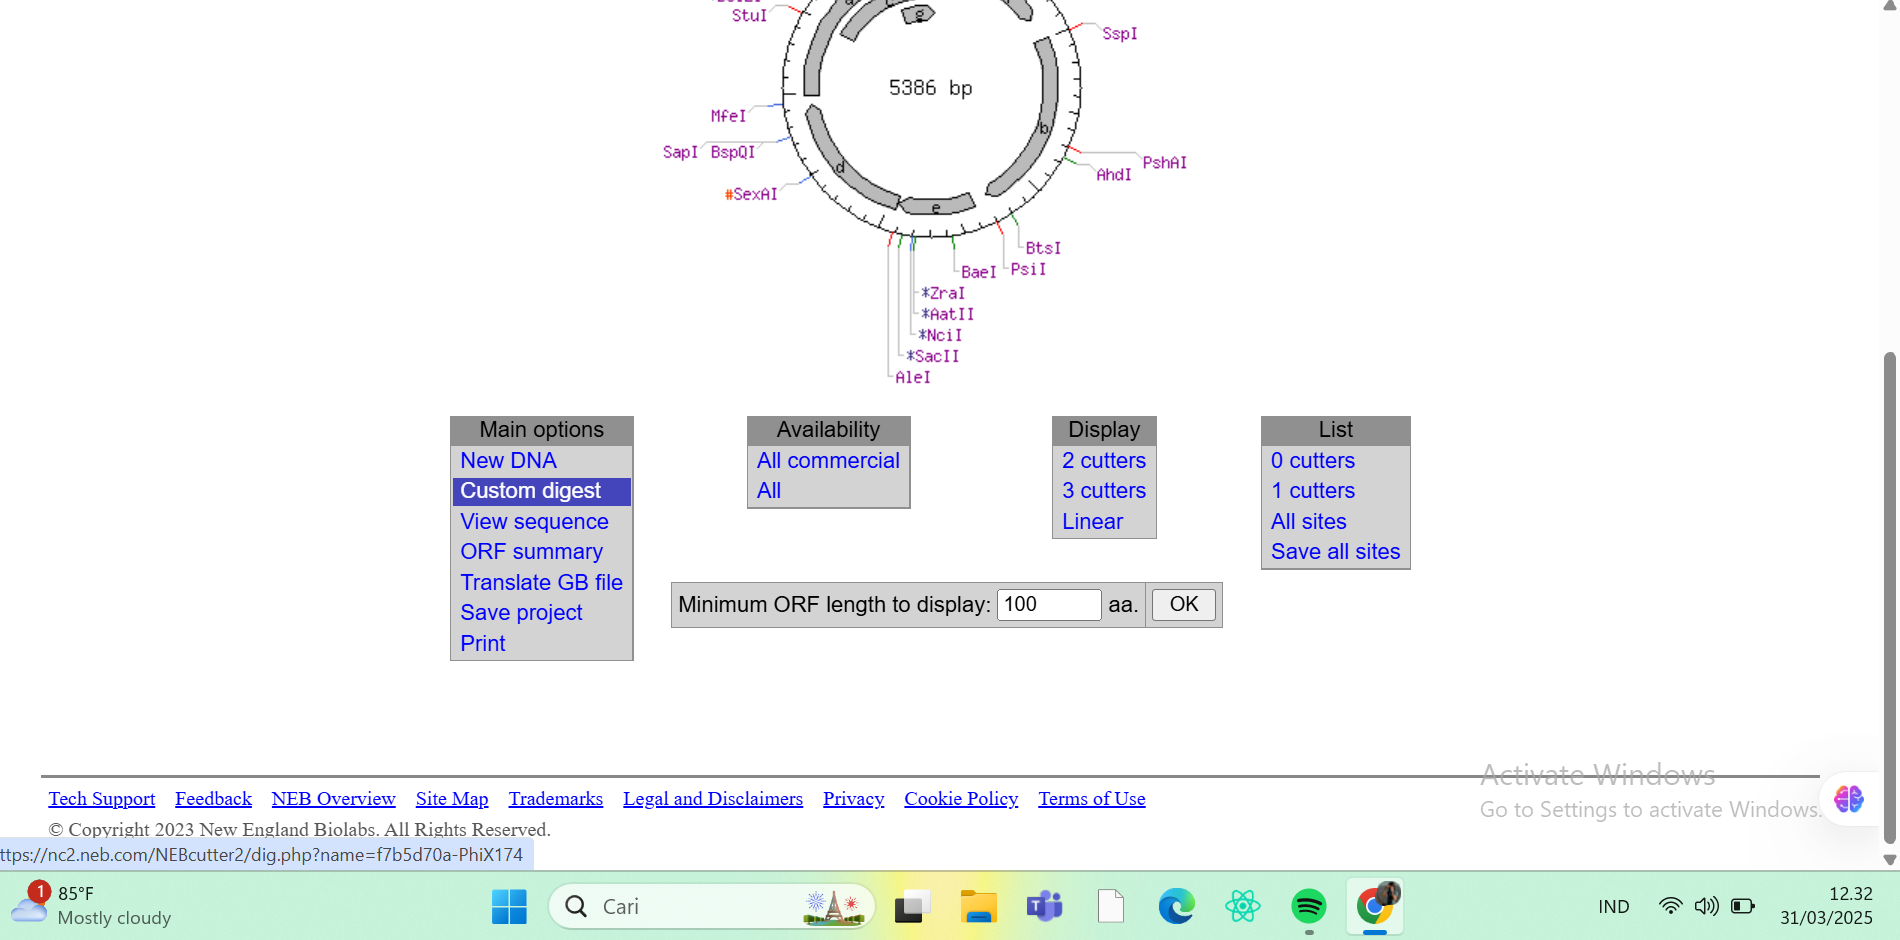 StuI
SspI
g
5386 bp
MfeI
b
SapI BspQI
PshAI
d
AhdI
#SexAI
e
BtsI
BaeI PsiI
*ZraI
*AatII
*NciI
*SacII
AleI
Main options
New DNA
Custom digest
View sequence
ORF summary
Translate GB file
Save project
Print
Availability
All commercial
All
Display
2 cutters
3 cutters
Linear
List
0 cutters
1 cutters
All sites
Save all sites
Minimum ORF length to display: 100 aa. OK
Activate Windows
Go to Settings to activate Windows.
Tech Support Feedback NEB Overview Site Map Trademarks Legal and Disclaimers Privacy Cookie Policy Terms of Use
© Copyright 2023 New England Biolabs. All Rights Reserved.
ttps://nc2.neb.com/NEBcutter2/dig.php?name=f7b5d70a-PhiX174
1
85°F
Mostly cloudy
Cari
IND
12.32
31/03/2025